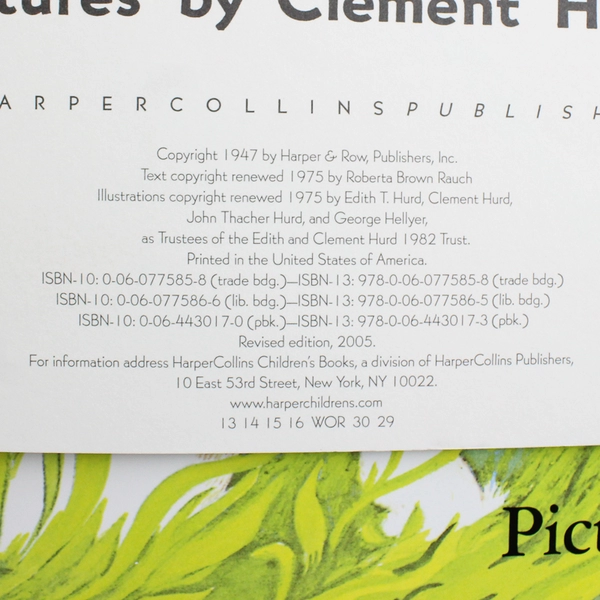 tures by Clement H
ARPERCOLLINSPUBLISH
Copyright 1947 by Harper & Row, Publishers, Inc.
Text copyright renewed 1975 by Roberta Brown Rauch
Illustrations copyright renewed 1975 by Edith T. Hurd, Clement Hurd,
John Thacher Hurd, and George Hellyer,
as Trustees of the Edith and Clement Hurd 1982 Trust.
Printed in the United States of America.
ISBN-10: 0-06-077585-8 (trade bdg.)—ISBN-13: 978-0-06-077585-8 (trade bdg.)
ISBN-10: 0-06-077586-6 (lib. bdg.)—ISBN-13: 978-0-06-077586-5 (lib. bdg.)
ISBN-10: 0-06-443017-0 (pbk.)—ISBN-13: 978-0-06-443017-3 (pbk.)
Revised edition, 2005.
For information address HarperCollins Children's Books, a division of HarperCollins Publishers,
10 East 53rd Street, New York, NY 10022.
www.harperchildrens.com
13 14 15 16 WOR 30 29
Pict